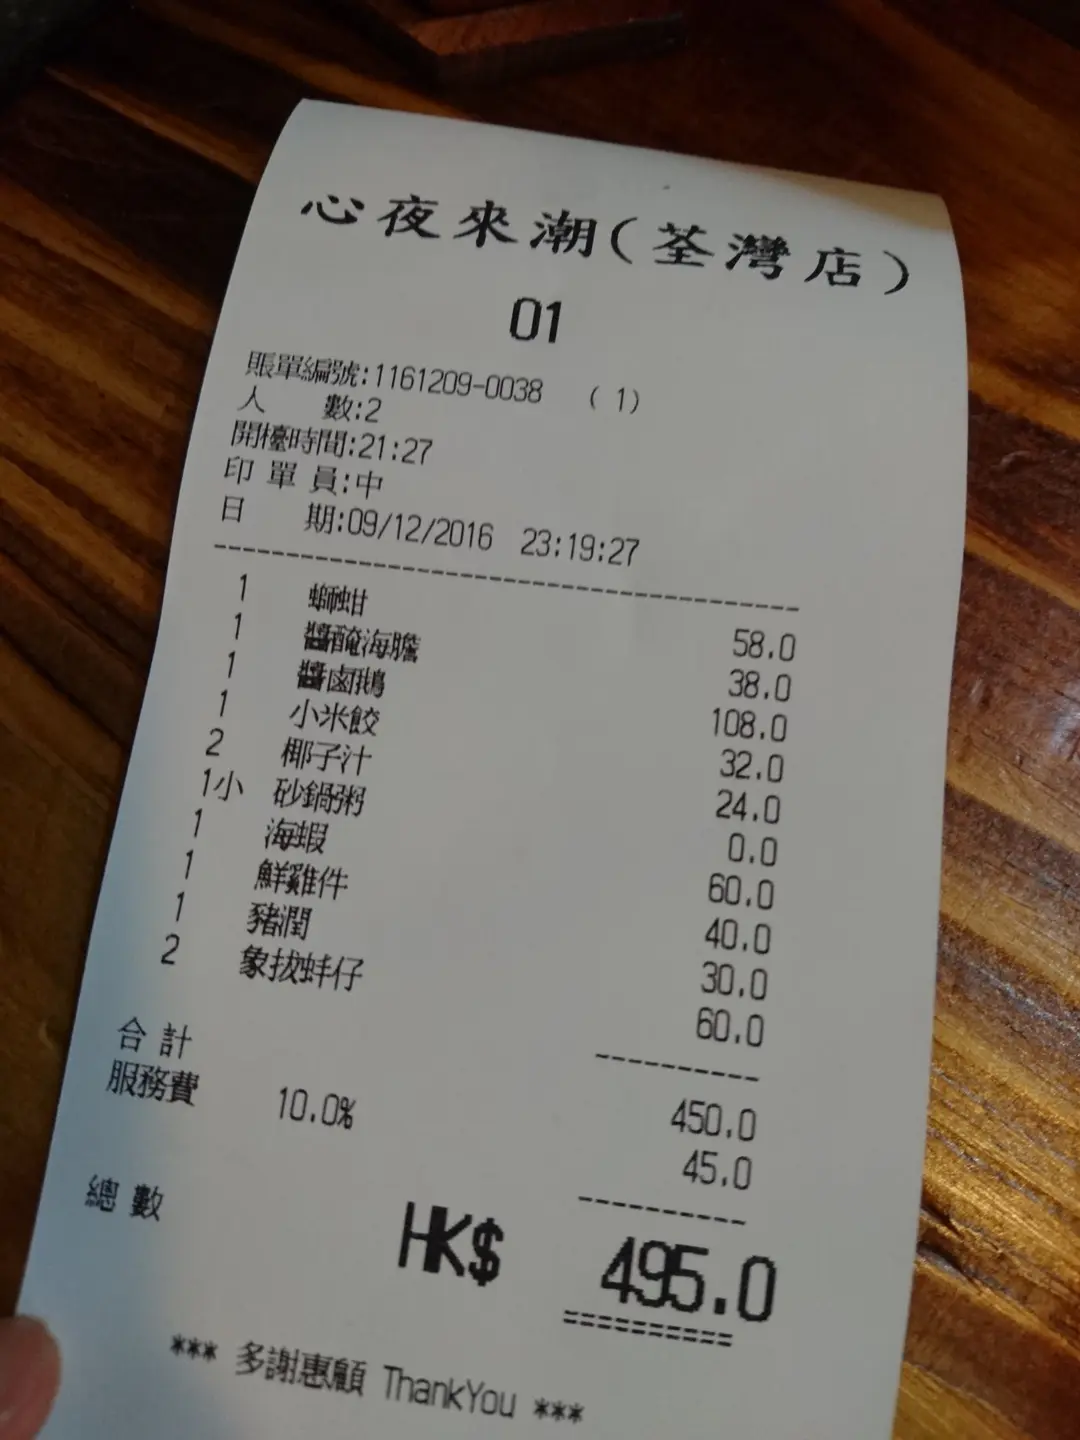 心夜來潮(荃灣店)
01
賬單編號:1161209-0038 (1)
人 數:2
開檯時間:21:27
印單員:中
日 期:09/12/2016 23:19:27
1 螄蚶 58.0
1 醬醃海膽 38.0
1 醬鹵鵝 108.0
1 小米餃 32.0
2 椰子汁 24.0
1小 砂鍋粥 0.0
1 海蝦 60.0
1 鮮雞件 40.0
1 豬潤 30.0
2 象拔蚌仔 60.0
合計 450.0
服務費 10.0% 45.0
總數 HK$ 495.0
*** 多謝惠顧 ThankYou ***